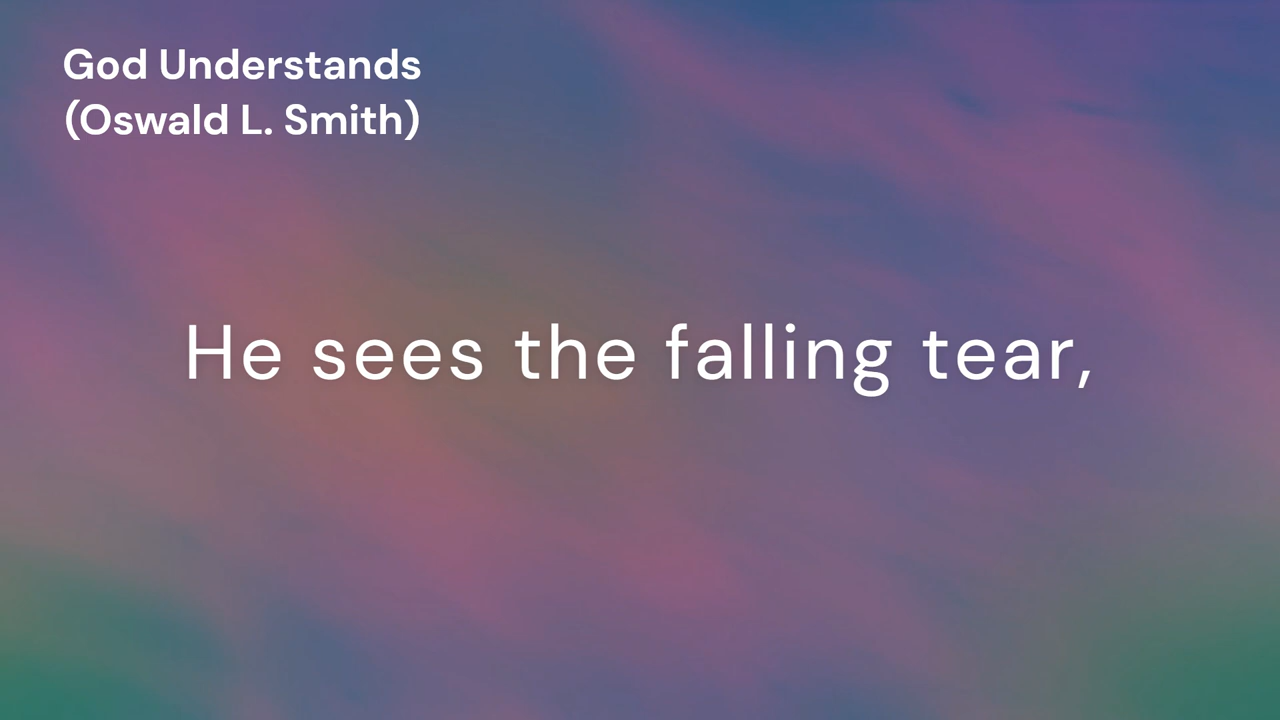 God Understands
(Oswald L. Smith)
He sees the falling tear,